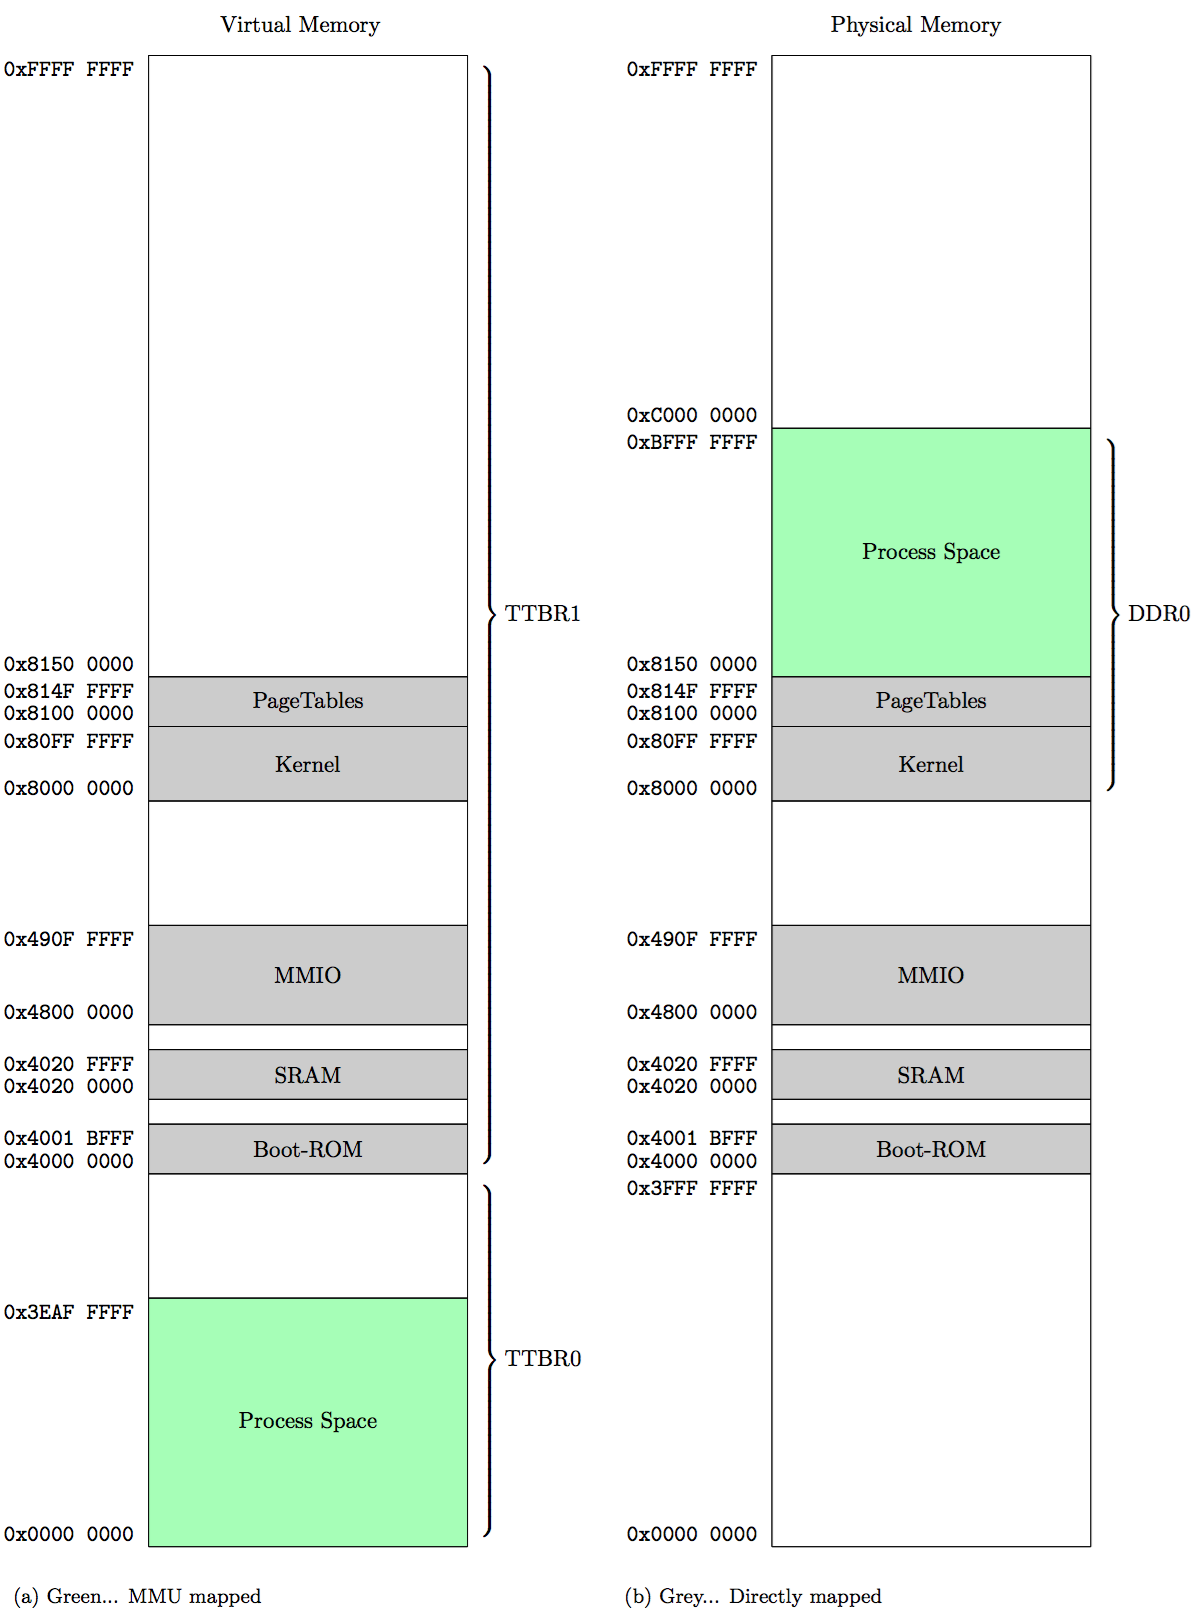 Virtual Memory
0xFFFF FFFF
TTBR1
0x8150 0000
0x814F FFFF
PageTables
0x8100 0000
0x80FF FFFF
Kernel
0x8000 0000
0x490F FFFF
MMIO
0x4800 0000
0x4020 FFFF
SRAM
0x4020 0000
0x4001 BFFF
Boot-ROM
0x4000 0000
0x3EAF FFFF
TTBR0
Process Space
0x0000 0000
(a) Green... MMU mapped
Physical Memory
0xFFFF FFFF
0xC000 0000
0xBFFF FFFF
Process Space
DDR0
0x8150 0000
0x814F FFFF
PageTables
0x8100 0000
0x80FF FFFF
Kernel
0x8000 0000
0x490F FFFF
MMIO
0x4800 0000
0x4020 FFFF
SRAM
0x4020 0000
0x4001 BFFF
Boot-ROM
0x4000 0000
0x3FFF FFFF
0x0000 0000
(b) Grey... Directly mapped